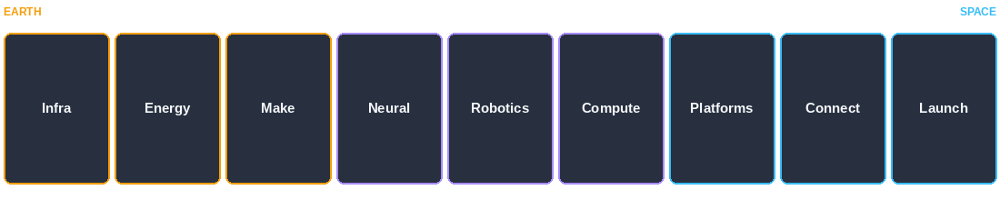 EARTH SPACE
Infra Energy Make Neural Robotics Compute Platforms Connect Launch